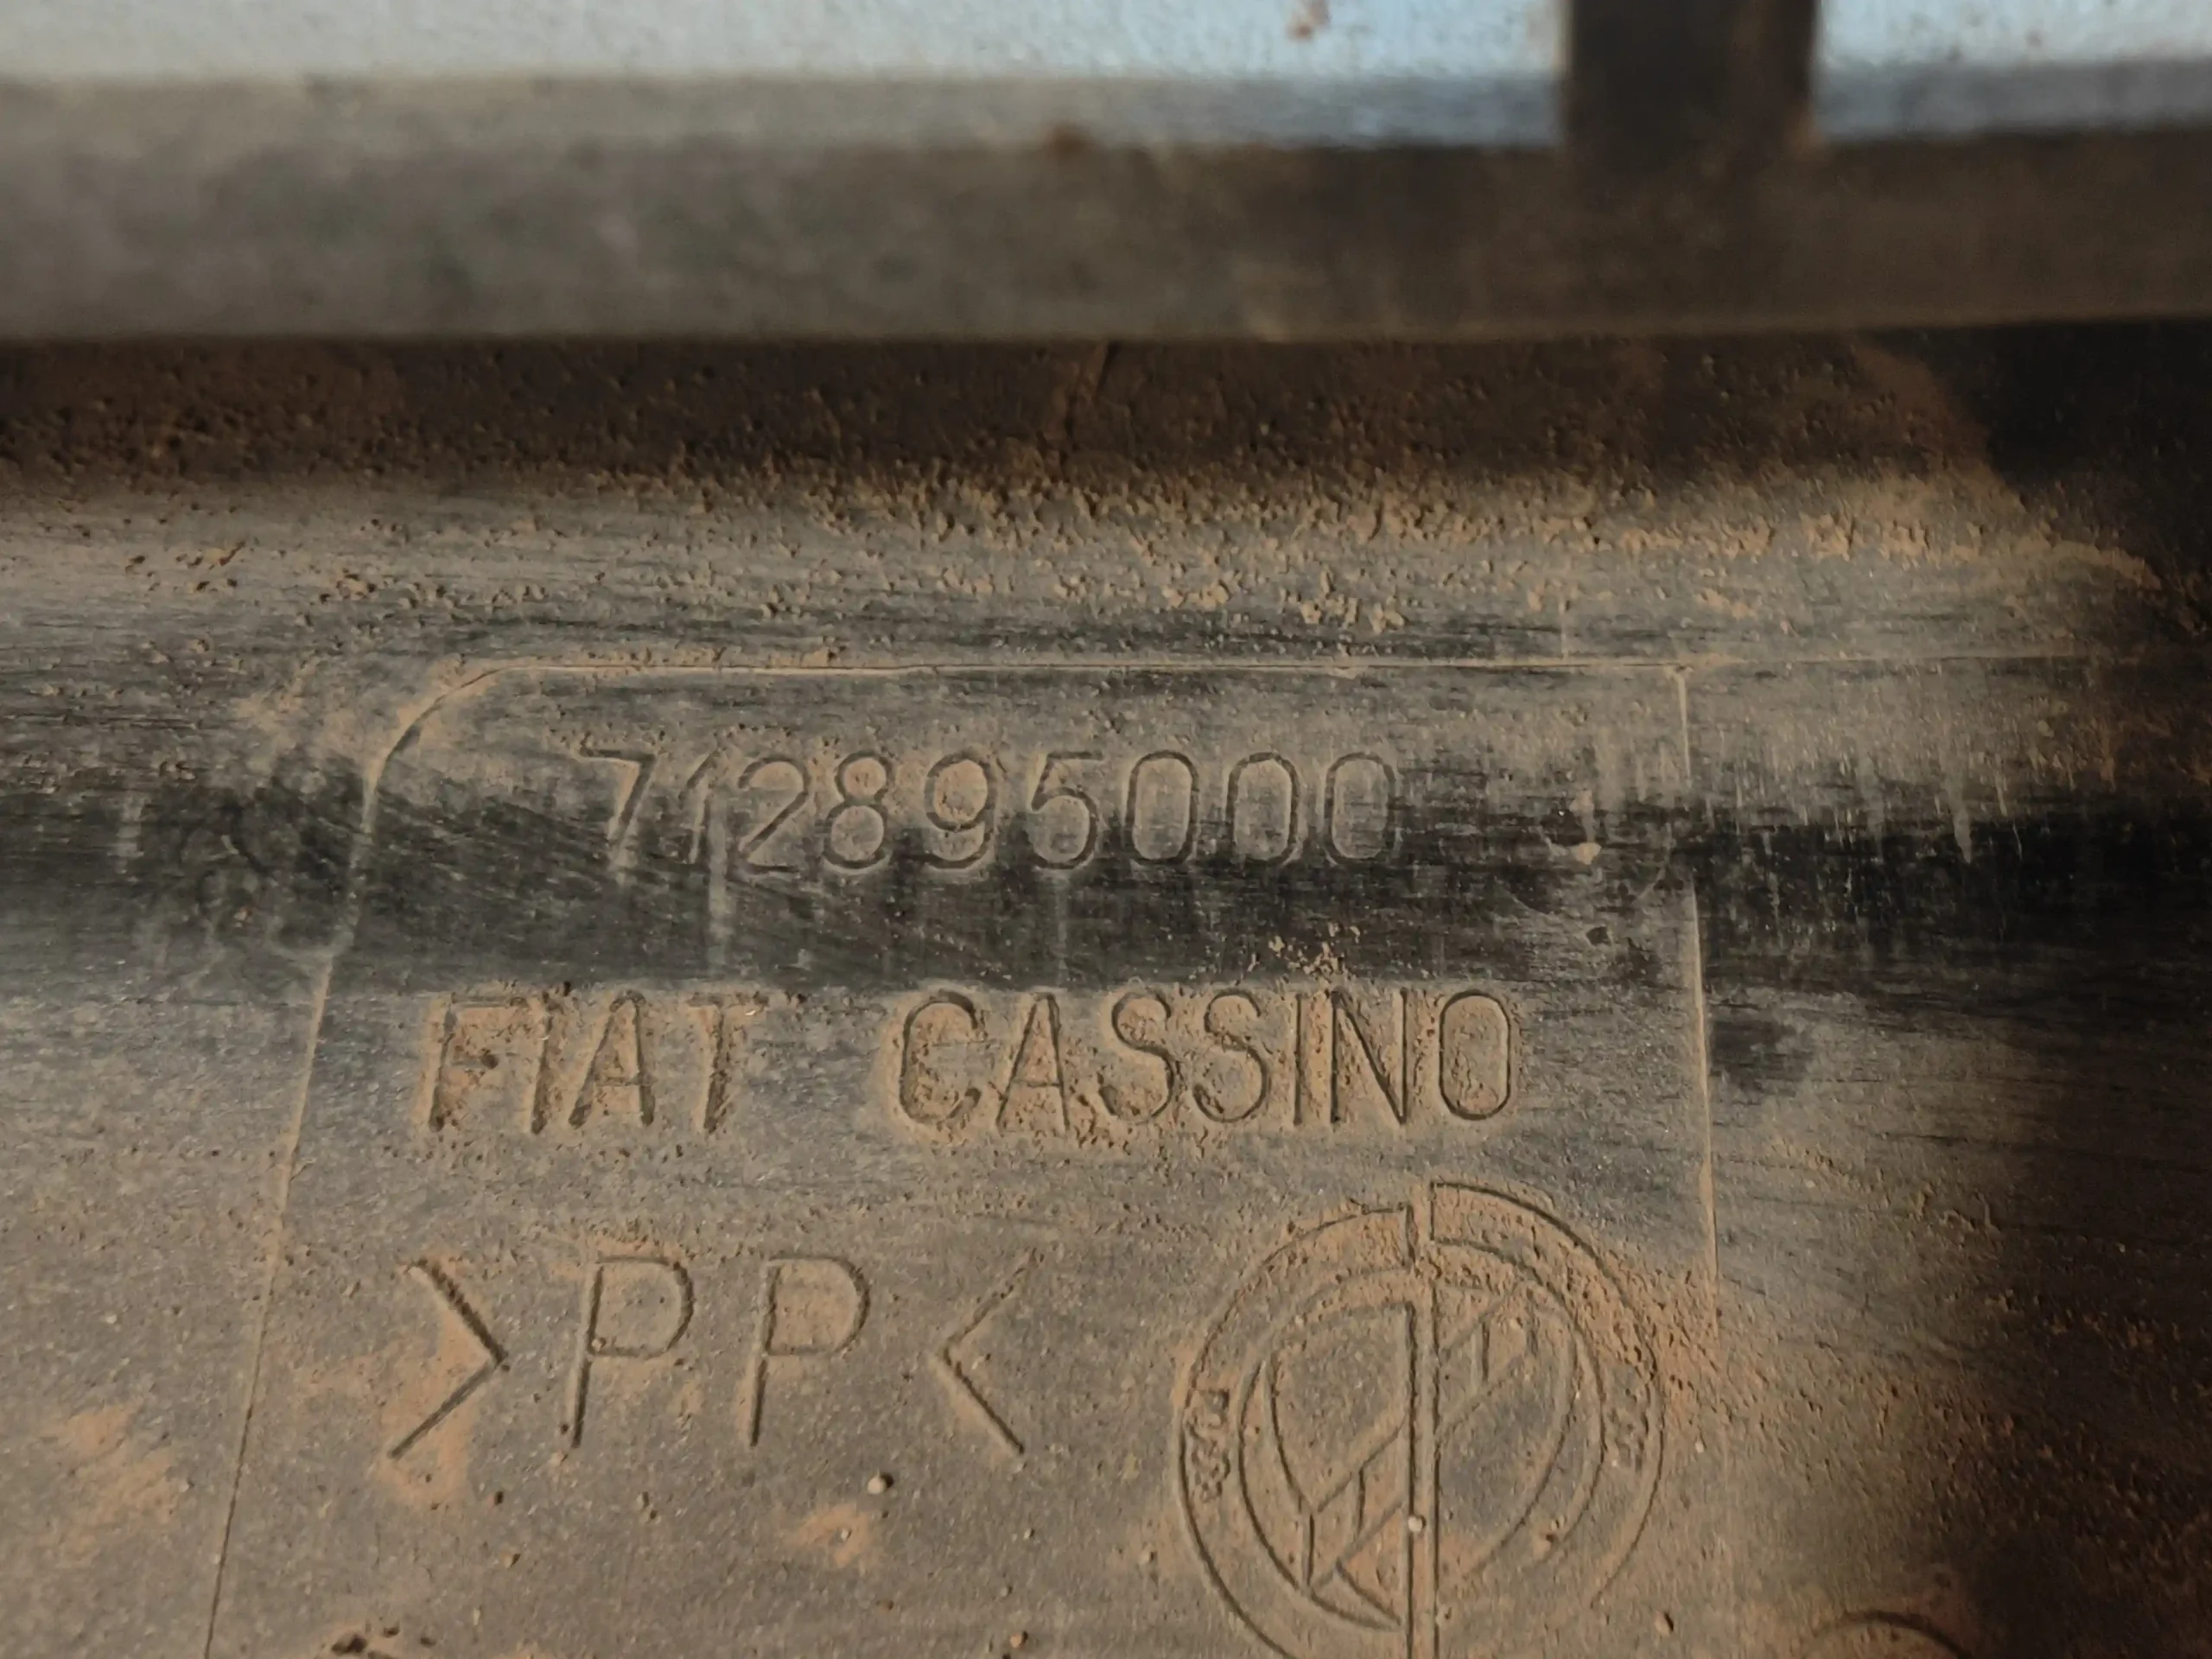 712895000
FIAT CASSINO
>PP<